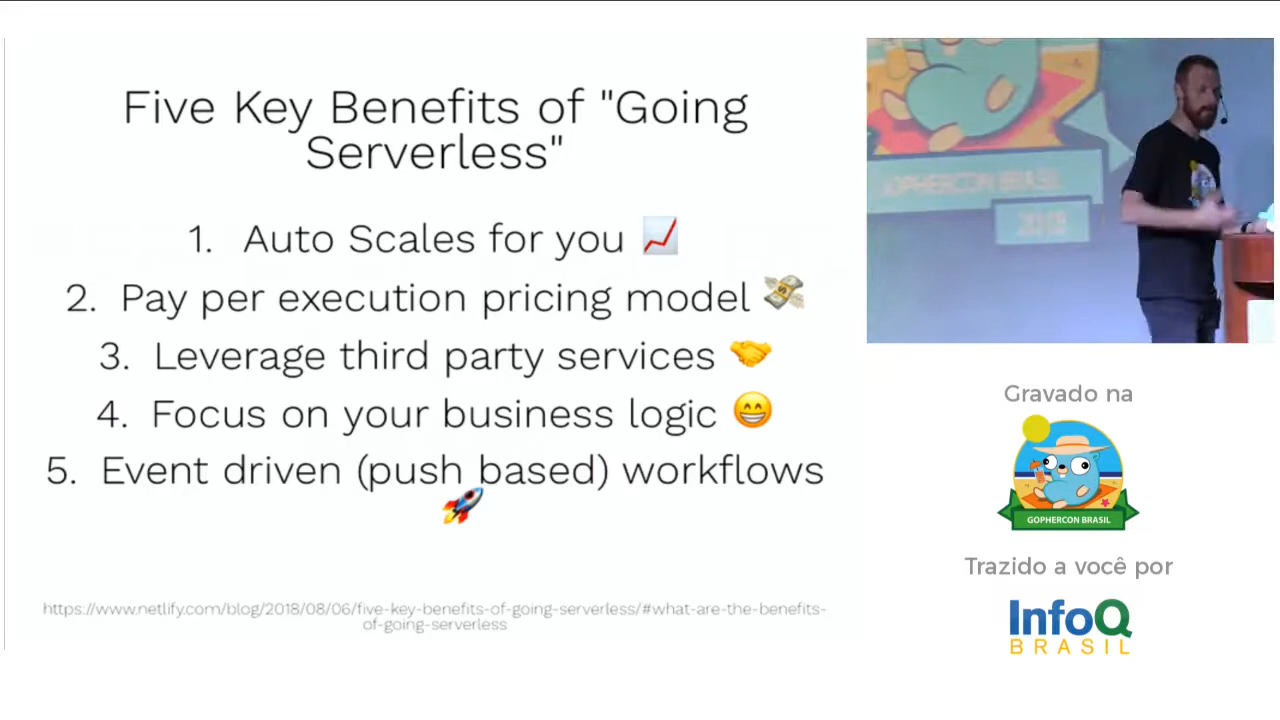 Five Key Benefits of "Going
Serverless"
1. Auto Scales for you
2. Pay per execution pricing model
3. Leverage third party services
4. Focus on your business logic
5. Event driven (push based) workflows
https://www.netlify.com/blog/2018/08/06/five-key-benefits-of-going-serverless/#what-are-the-benefits-
of-going-serverless
GOPHERCON BRASIL
Gravado na
GOPHERCON BRASIL
Trazido a você por
InfoQ
BRASIL